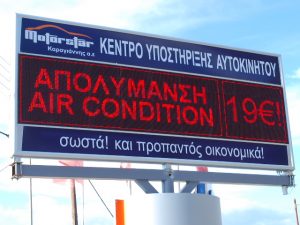 Motorstar
Καραγιάννης α.ε
ΚΕΝΤΡΟ ΥΠΟΣΤΗΡΙΞΗΣ ΑΥΤΟΚΙΝΗΤΟΥ
ΑΠΟΛΥΜΑΝΣΗ
AIR CONDITION
19€!
σωστά! και προπαντός οικονομικά!